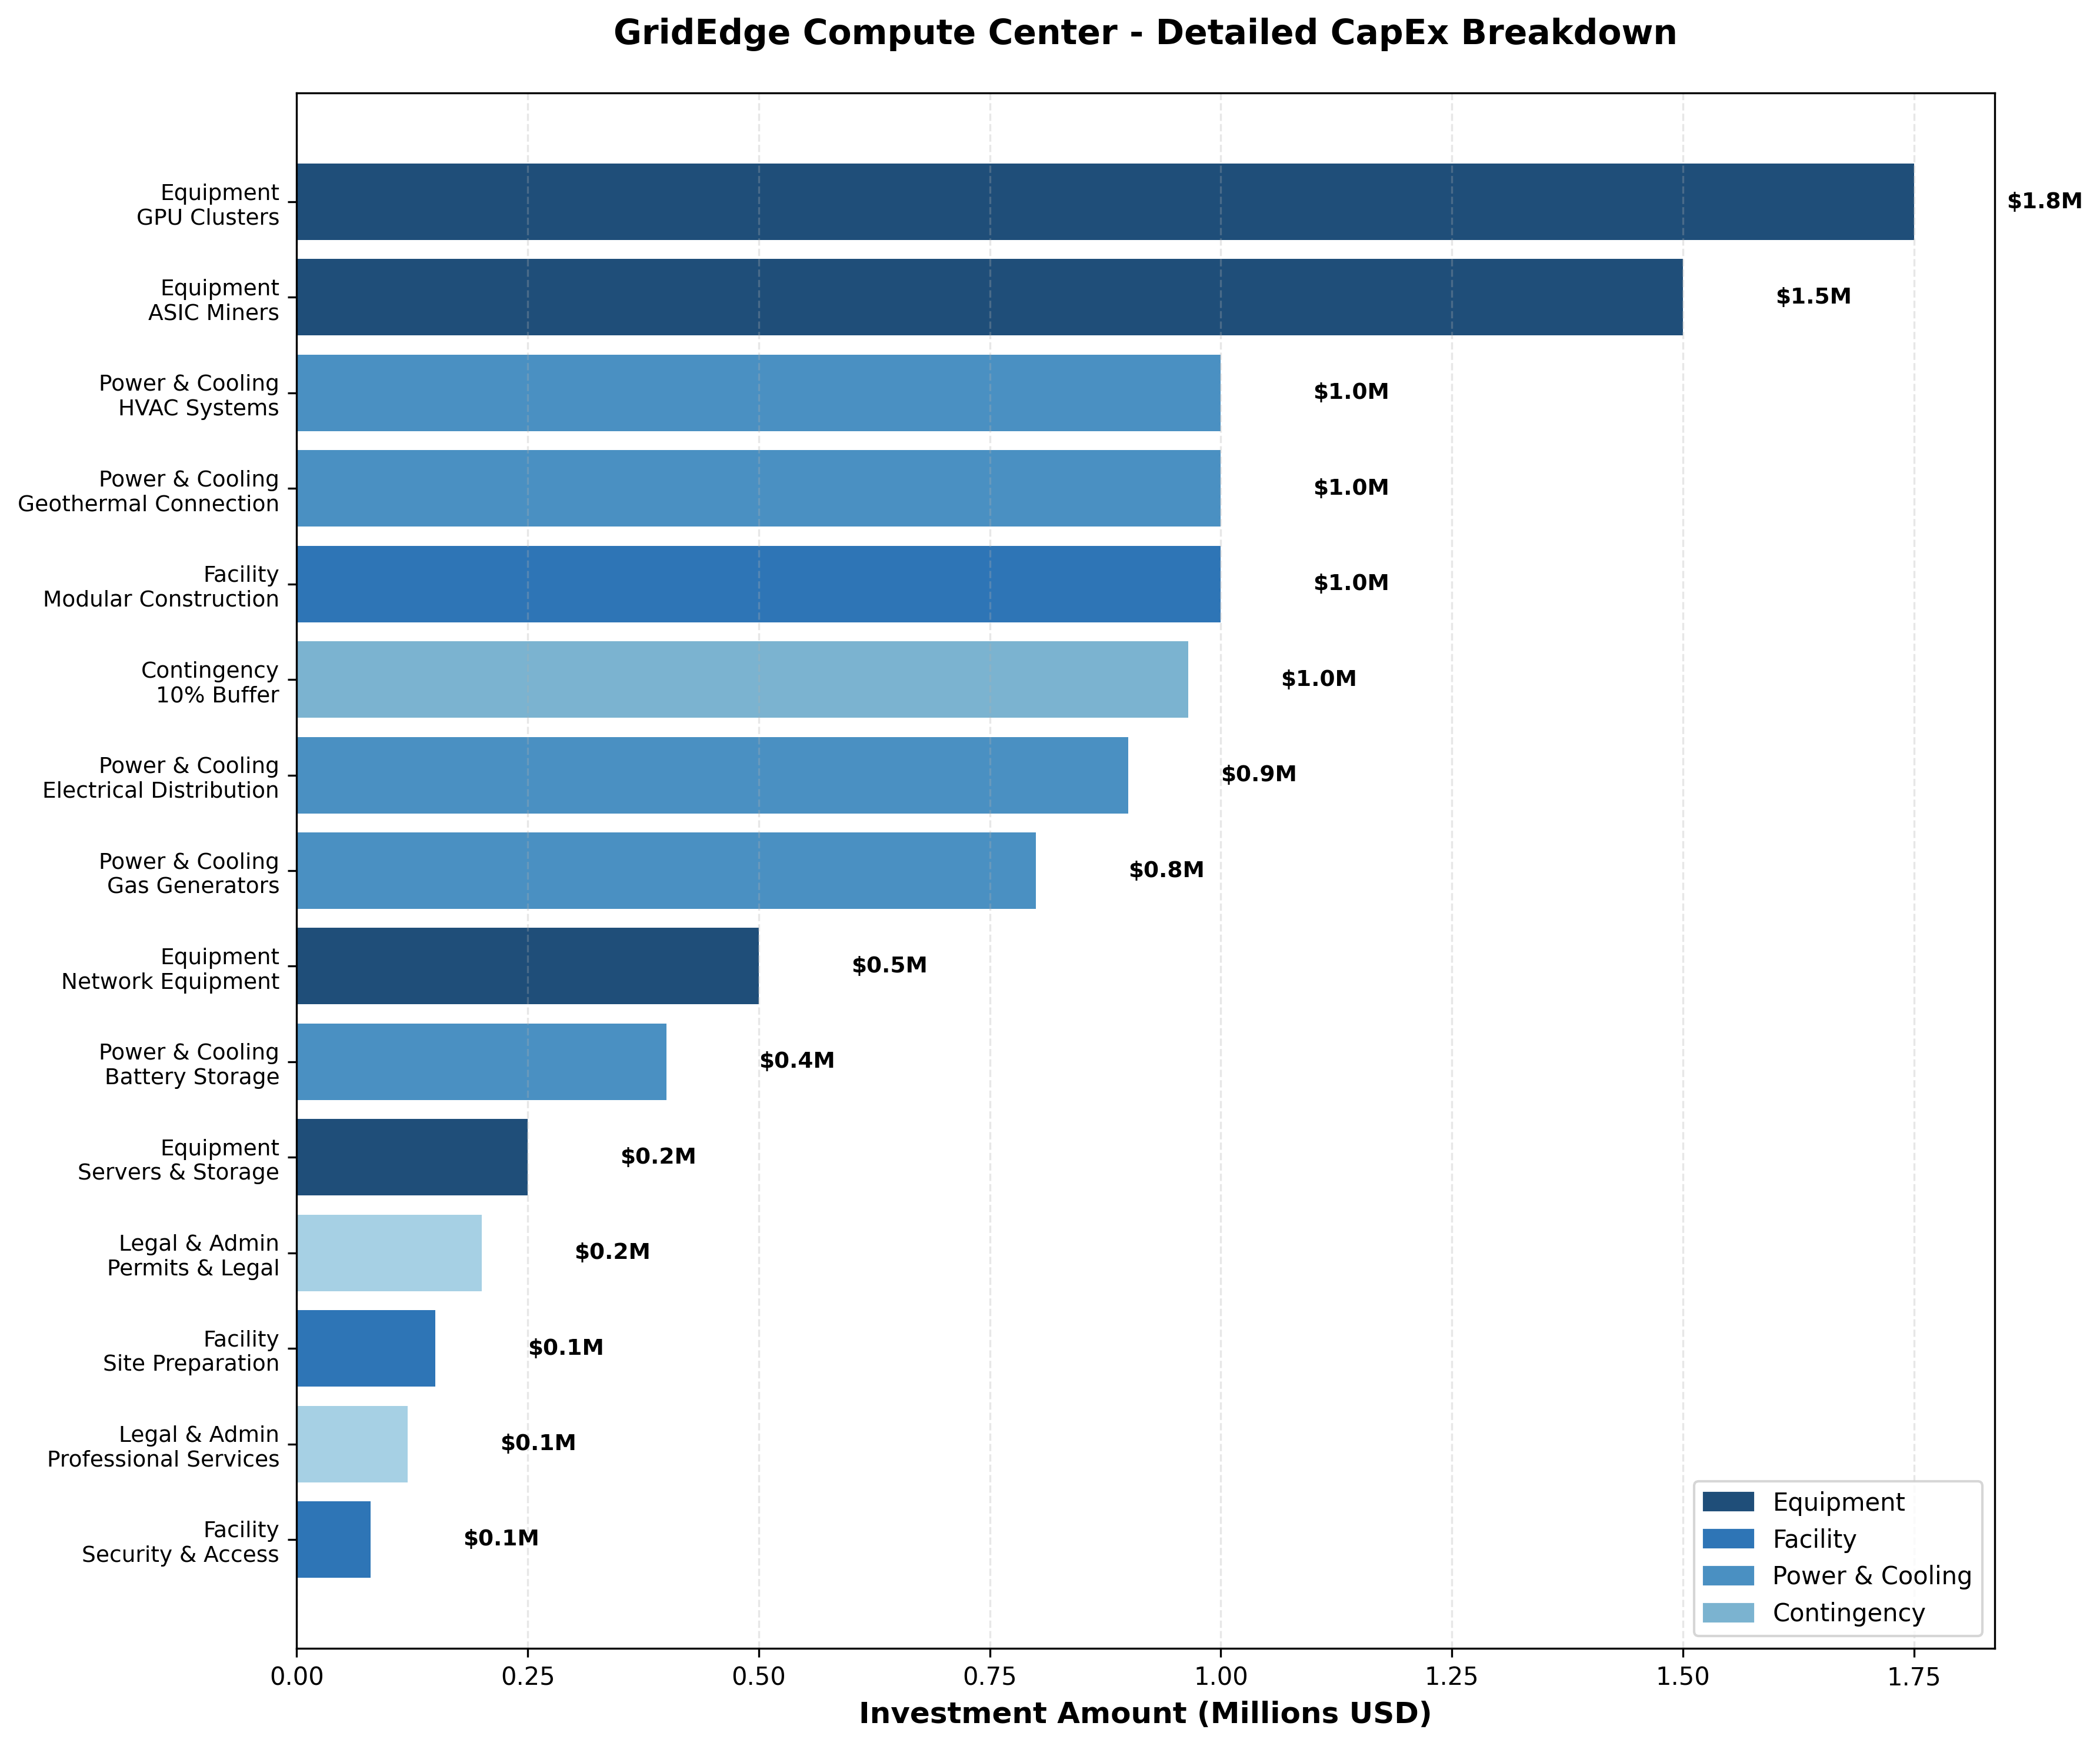 GridEdge Compute Center - Detailed CapEx Breakdown
Equipment
GPU Clusters
$1.8M
Equipment
ASIC Miners
$1.5M
Power & Cooling
HVAC Systems
$1.0M
Power & Cooling
Geothermal Connection
$1.0M
Facility
Modular Construction
$1.0M
Contingency
10% Buffer
$1.0M
Power & Cooling
Electrical Distribution
$0.9M
Power & Cooling
Gas Generators
$0.8M
Equipment
Network Equipment
$0.5M
Power & Cooling
Battery Storage
$0.4M
Equipment
Servers & Storage
$0.2M
Legal & Admin
Permits & Legal
$0.2M
Facility
Site Preparation
$0.1M
Legal & Admin
Professional Services
$0.1M
Facility
Security & Access
$0.1M
Equipment
Facility
Power & Cooling
Contingency
0.00 0.25 0.50 0.75 1.00 1.25 1.50 1.75
Investment Amount (Millions USD)